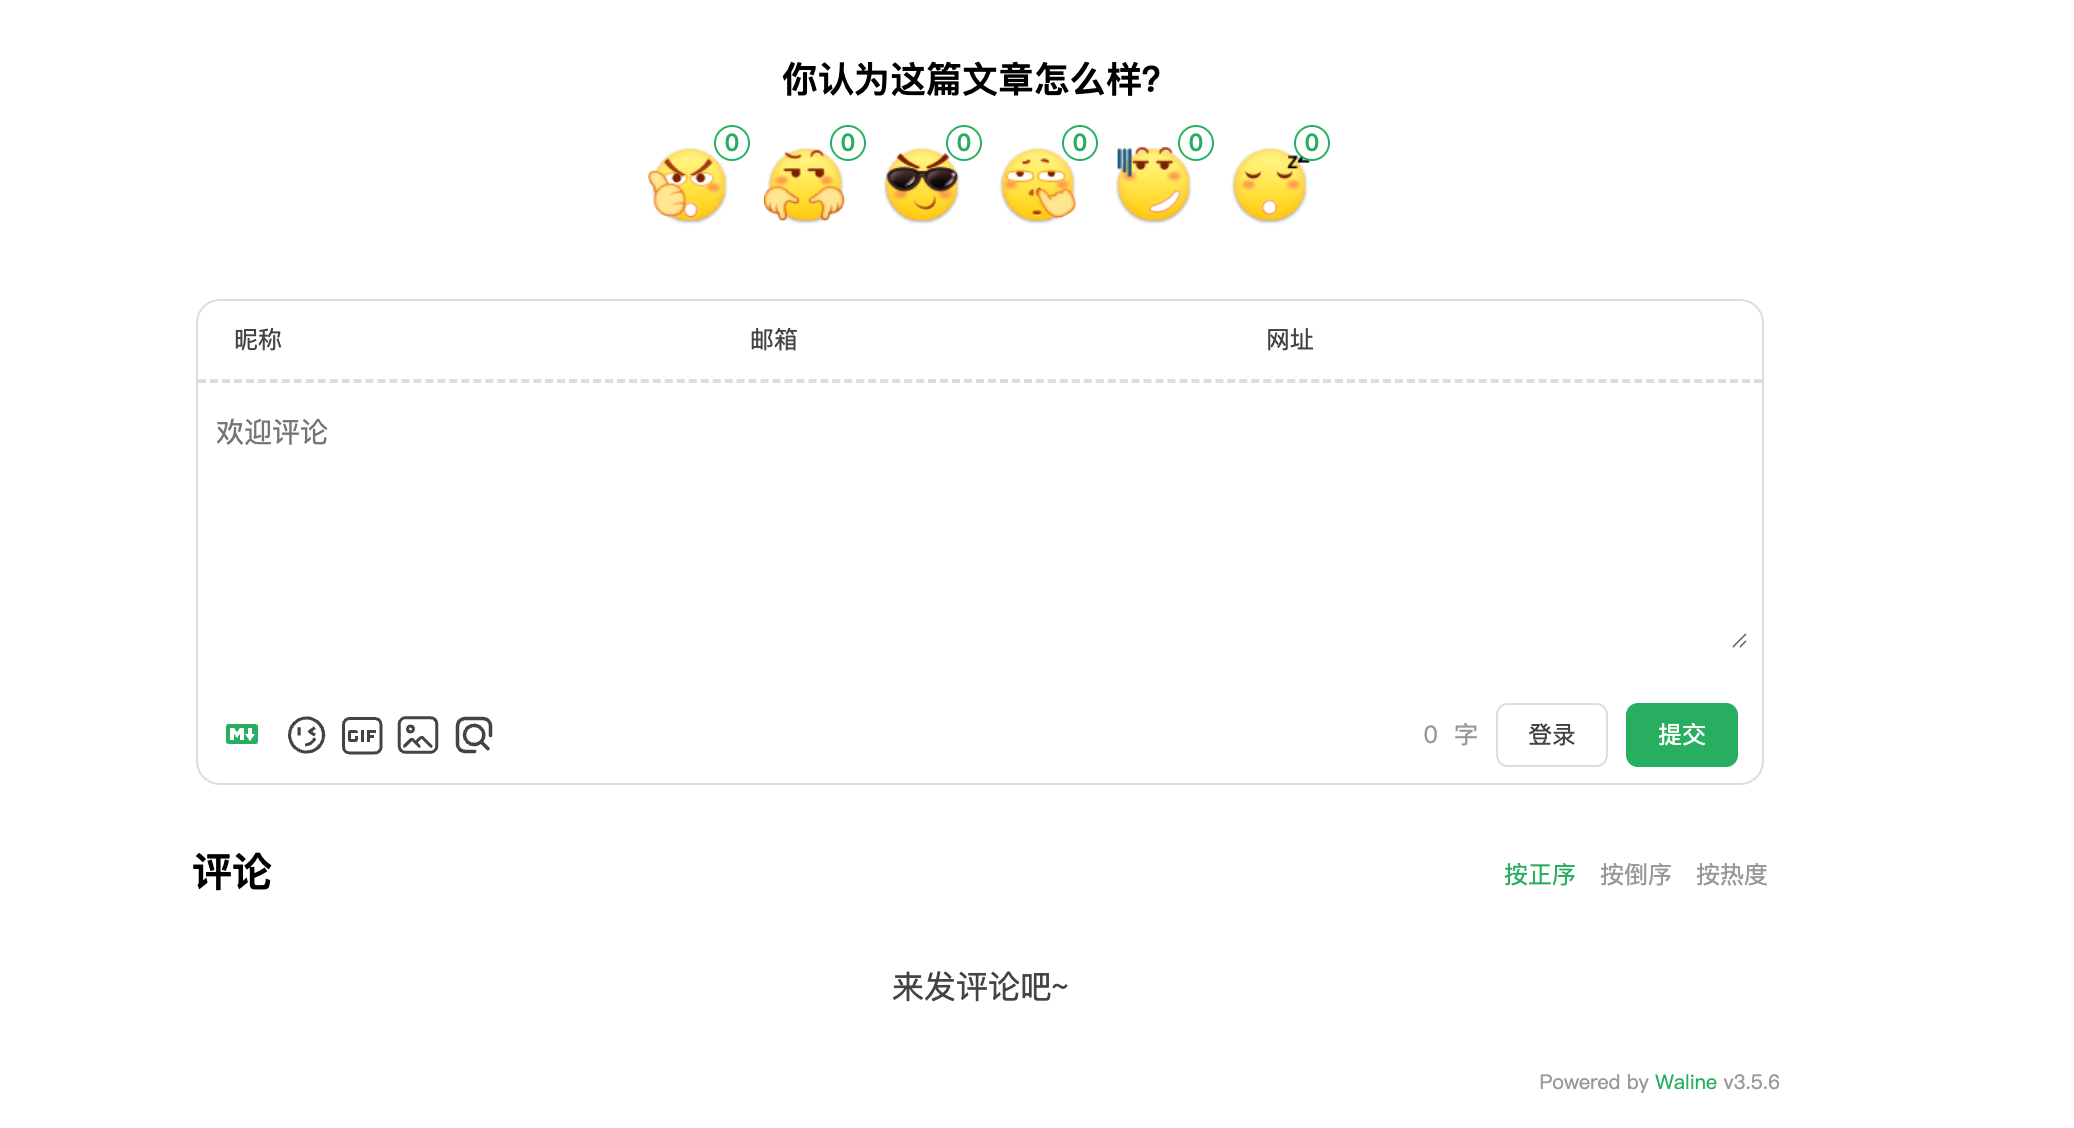 你认为这篇文章怎么样?
0 0 0 0 0 0
昵称 邮箱 网址
欢迎评论
M GIF 0 字 登录 提交
评论 按正序 按倒序 按热度
来发评论吧~
Powered by Waline v3.5.6